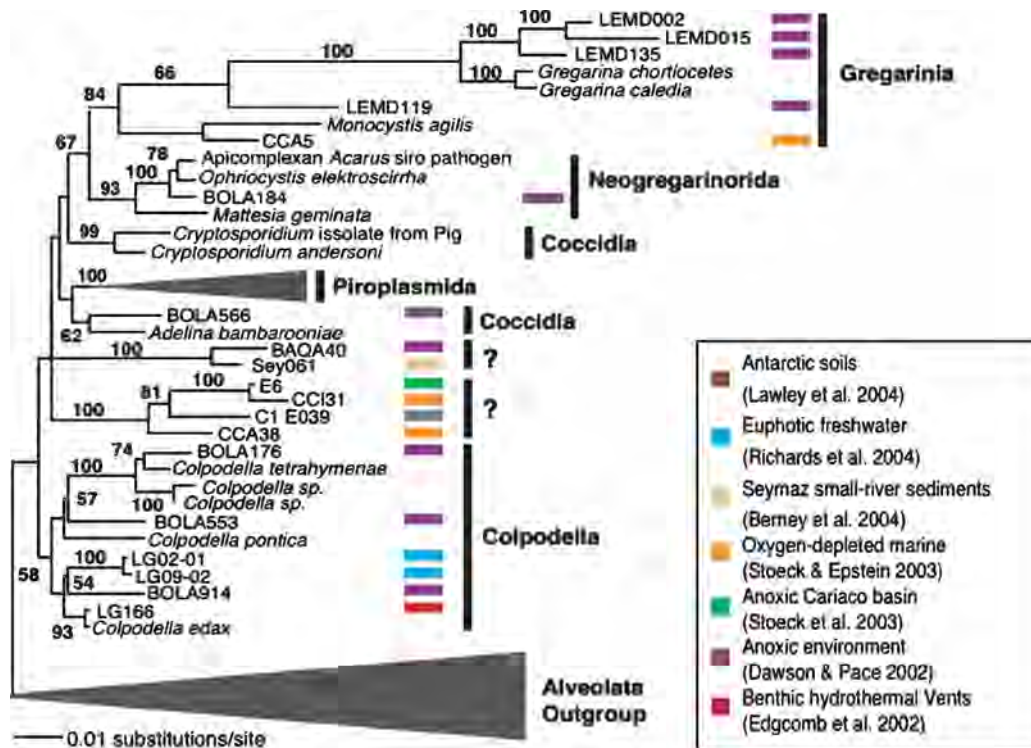 100
LEMD002
100
100
LEMD015
100
LEMD135
66
100
Gregarina chortiocetes
Gregarinia
84
Gregarina caledia
LEMD119
Monocystis agilis
67
CCA5
78
Apicomplexan Acarus siro pathogen
100
Ophriocystis elektroscirrha
Neogregarinorida
93
BOLA184
Mattesia geminata
99
Cryptosporidium issolate from Pig
Coccidia
Cryptosporidium andersoni
100
Piroplasmida
BOLA566
Coccidia
62
Adelina bambarooniae
100
BAQA40
?
Sey061
100
E6
81
CCI31
?
100
C1 E039
CCA38
74
BOLA176
100
Colpodella tetrahymenae
Colpodella sp.
57
100
Colpodella sp.
BOLA553
Colpodella
Colpodella pontica
100
LG02-01
58
54
LG09-02
BOLA914
LG166
93
Colpodella edax
Alveolata
Outgroup
0.01 substitutions/site
Antarctic soils
(Lawley et al. 2004)
Euphotic freshwater
(Richards et al. 2004)
Seymaz small-river sediments
(Berney et al. 2004)
Oxygen-depleted marine
(Stoeck & Epstein 2003)
Anoxic Cariaco basin
(Stoeck et al. 2003)
Anoxic environment
(Dawson & Pace 2002)
Benthic hydrothermal Vents
(Edgcomb et al. 2002)